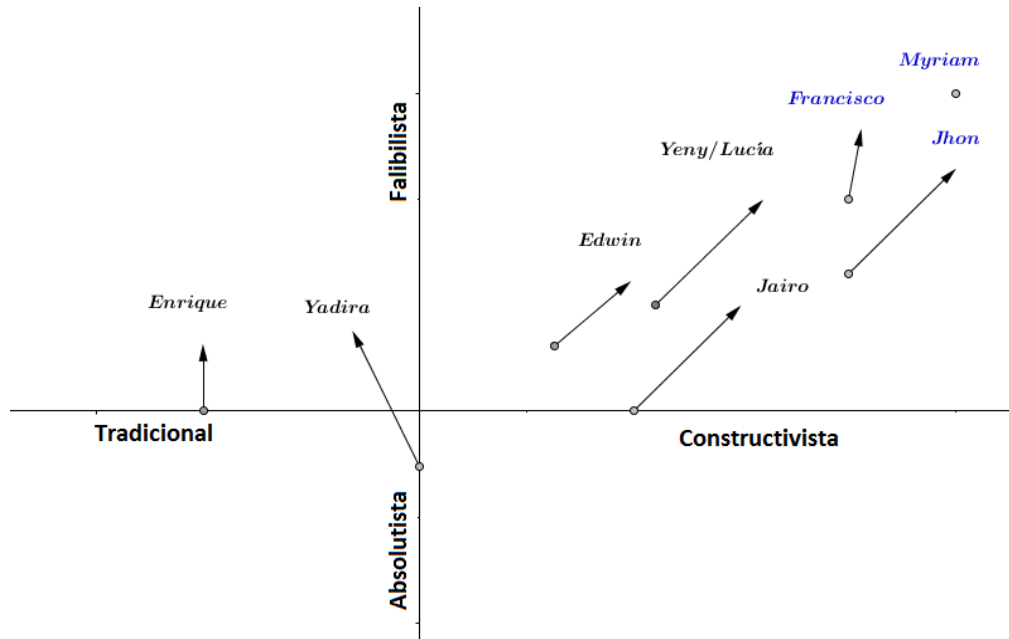 Myriam
Francisco
Jhon
Yeny/Lucía
Falibilista
Edwin
Jairo
Enrique
Yadira
Tradicional
Constructivista
Absolutista